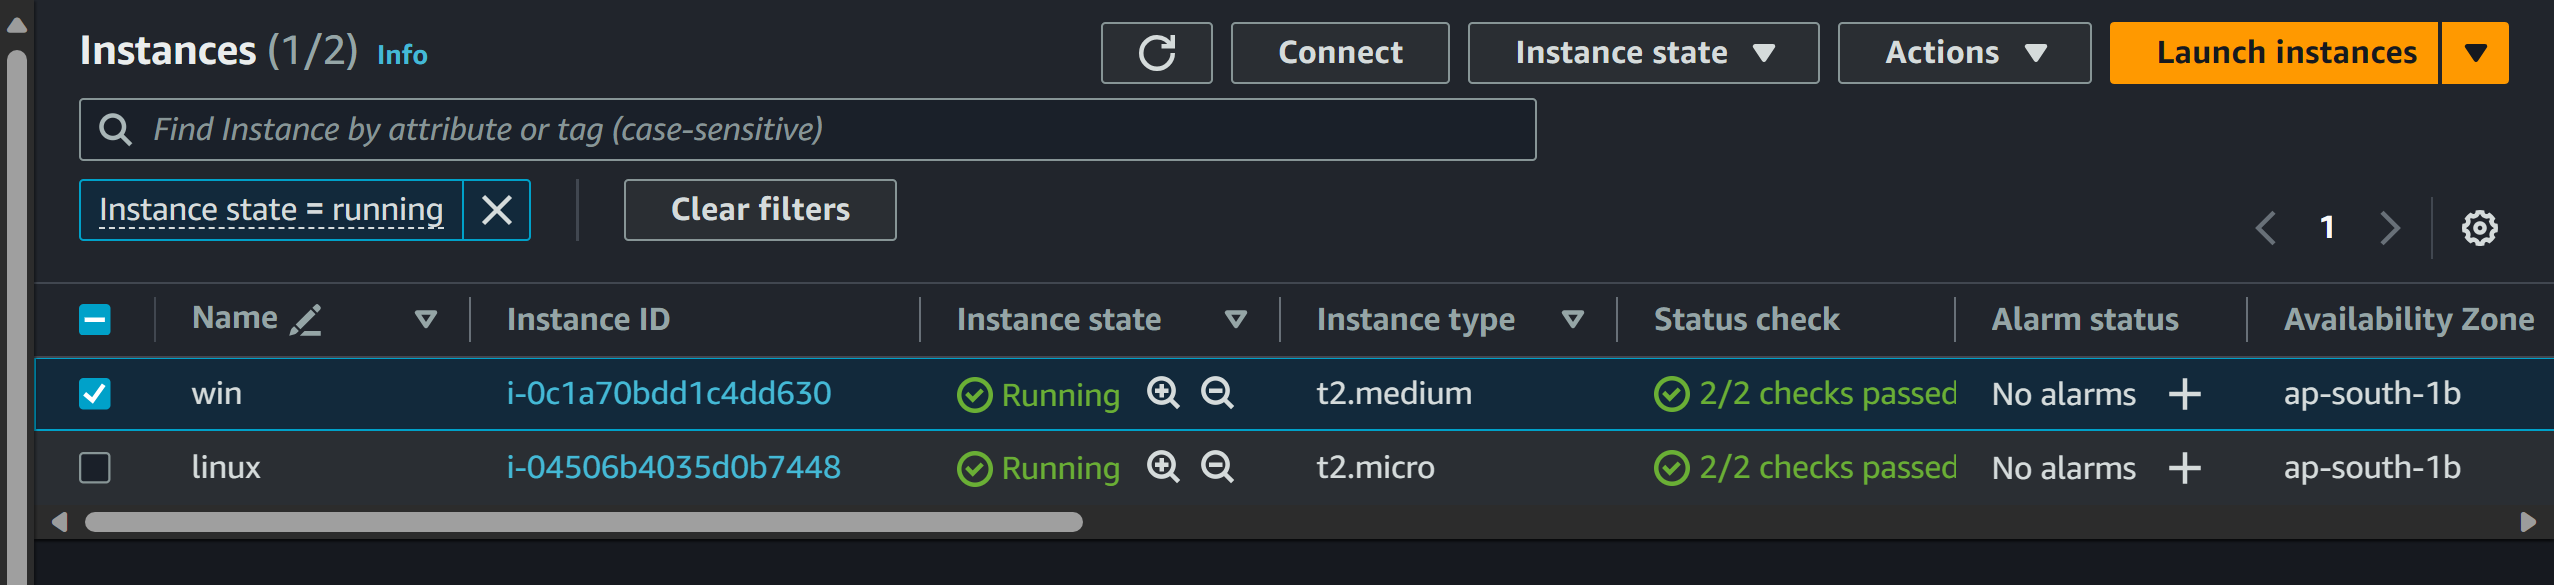 Instances (1/2) Info Connect Instance state Actions Launch instances
Find Instance by attribute or tag (case-sensitive)
Instance state = running Clear filters
1
Name Instance ID Instance state Instance type Status check Alarm status Availability Zone
win i-0c1a70bdd1c4dd630 Running t2.medium 2/2 checks passed No alarms ap-south-1b
linux i-04506b4035d0b7448 Running t2.micro 2/2 checks passed No alarms ap-south-1b